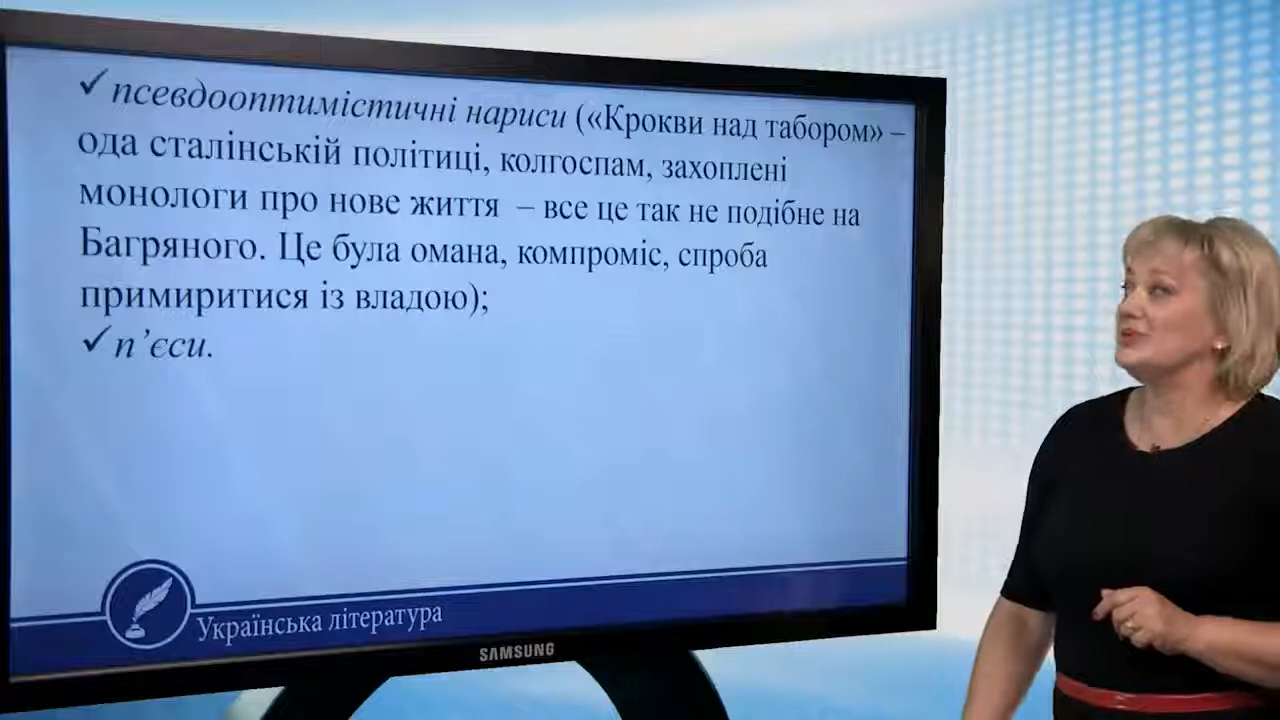 ✓ псевдооптимістичні нариси («Крокви над табором» –
ода сталінській політиці, колгоспам, захоплені
монологи про нове життя – все це так не подібне на
Багряного. Це була омана, компроміс, спроба
примиритися із владою);
✓ п’єси.
Українська література
SAMSUNG